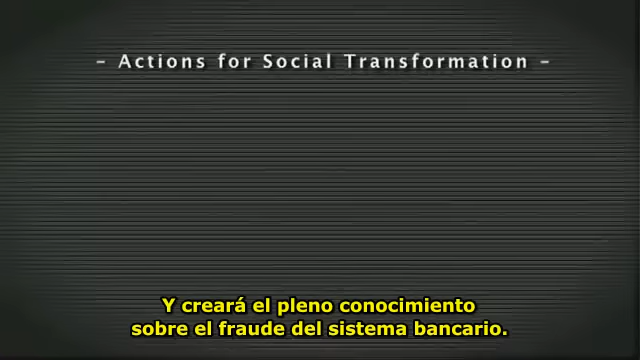 - Actions for Social Transformation -
Y creará el pleno conocimiento
sobre el fraude del sistema bancario.